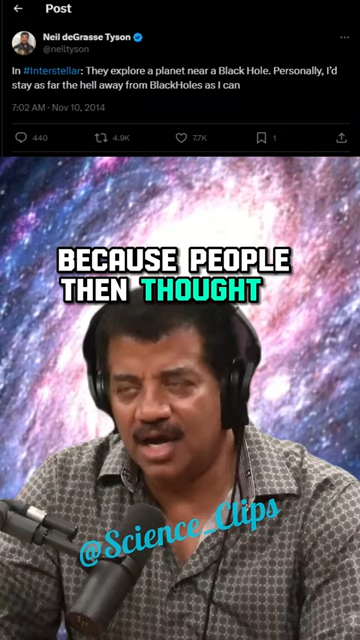 Post
Neil deGrasse Tyson
@neiltyson
In #Interstellar: They explore a planet near a Black Hole. Personally, I'd
stay as far the hell away from BlackHoles as I can
7:02 AM · Nov 10, 2014
440
4.9K
7.7K
1
BECAUSE PEOPLE
THEN THOUGHT
@Science_Clips